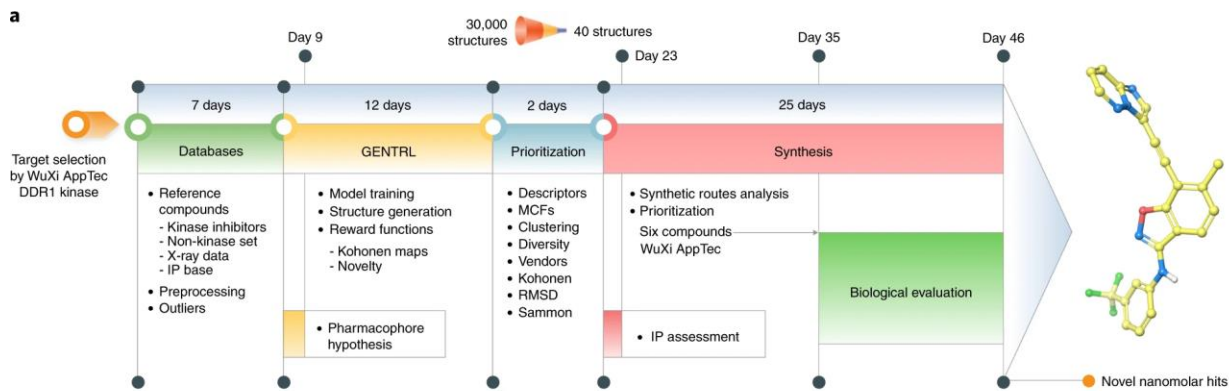 a
30,000
structures
40 structures
Day 9
Day 23
Day 35
Day 46
7 days
12 days
2 days
25 days
Databases
GENTRL
Prioritization
Synthesis
Target selection
by WuXi AppTec
DDR1 kinase
• Reference
compounds
- Kinase inhibitors
- Non-kinase set
- X-ray data
- IP base
• Preprocessing
• Outliers
• Model training
• Structure generation
• Reward functions
- Kohonen maps
- Novelty
• Pharmacophore
hypothesis
• Descriptors
• MCFs
• Clustering
• Diversity
• Vendors
• Kohonen
• RMSD
• Sammon
• Synthetic routes analysis
• Prioritization
Six compounds
WuXi AppTec
• IP assessment
Biological evaluation
Novel nanomolar hits